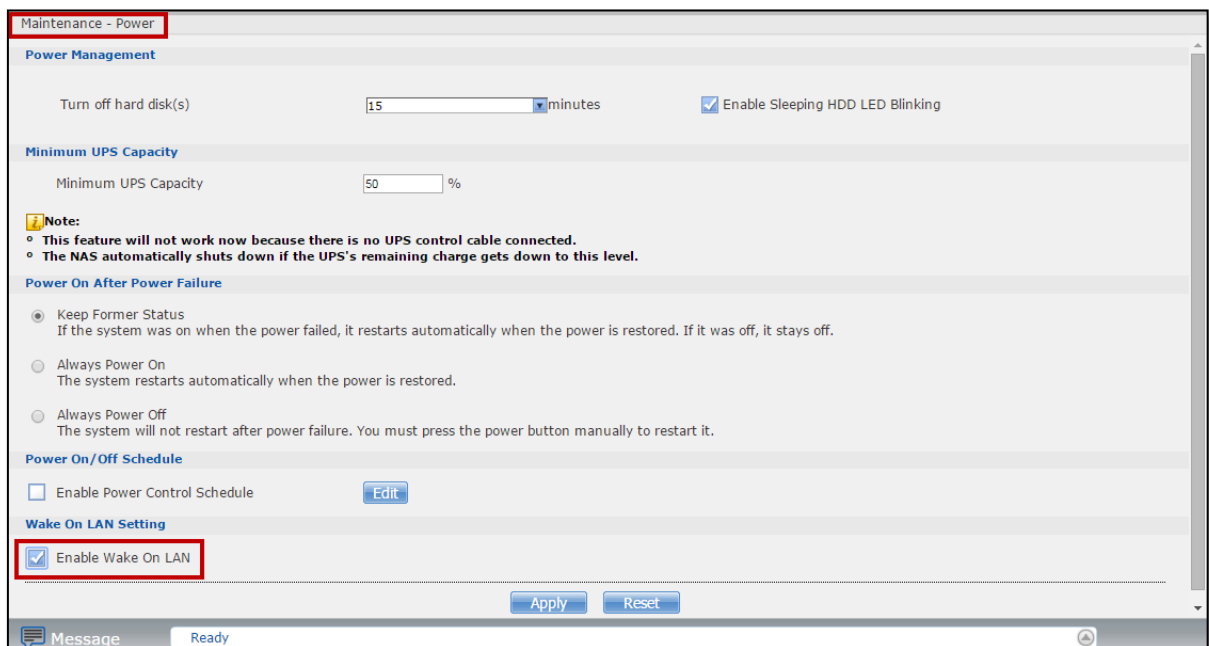 Maintenance - Power
Power Management
Turn off hard disk(s) 15 minutes Enable Sleeping HDD LED Blinking
Minimum UPS Capacity
Minimum UPS Capacity 50 %
Note:
This feature will not work now because there is no UPS control cable connected.
The NAS automatically shuts down if the UPS's remaining charge gets down to this level.
Power On After Power Failure
Keep Former Status
If the system was on when the power failed, it restarts automatically when the power is restored. If it was off, it stays off.
Always Power On
The system restarts automatically when the power is restored.
Always Power Off
The system will not restart after power failure. You must press the power button manually to restart it.
Power On/Off Schedule
Enable Power Control Schedule Edit
Wake On LAN Setting
Enable Wake On LAN
Apply Reset
Message Ready